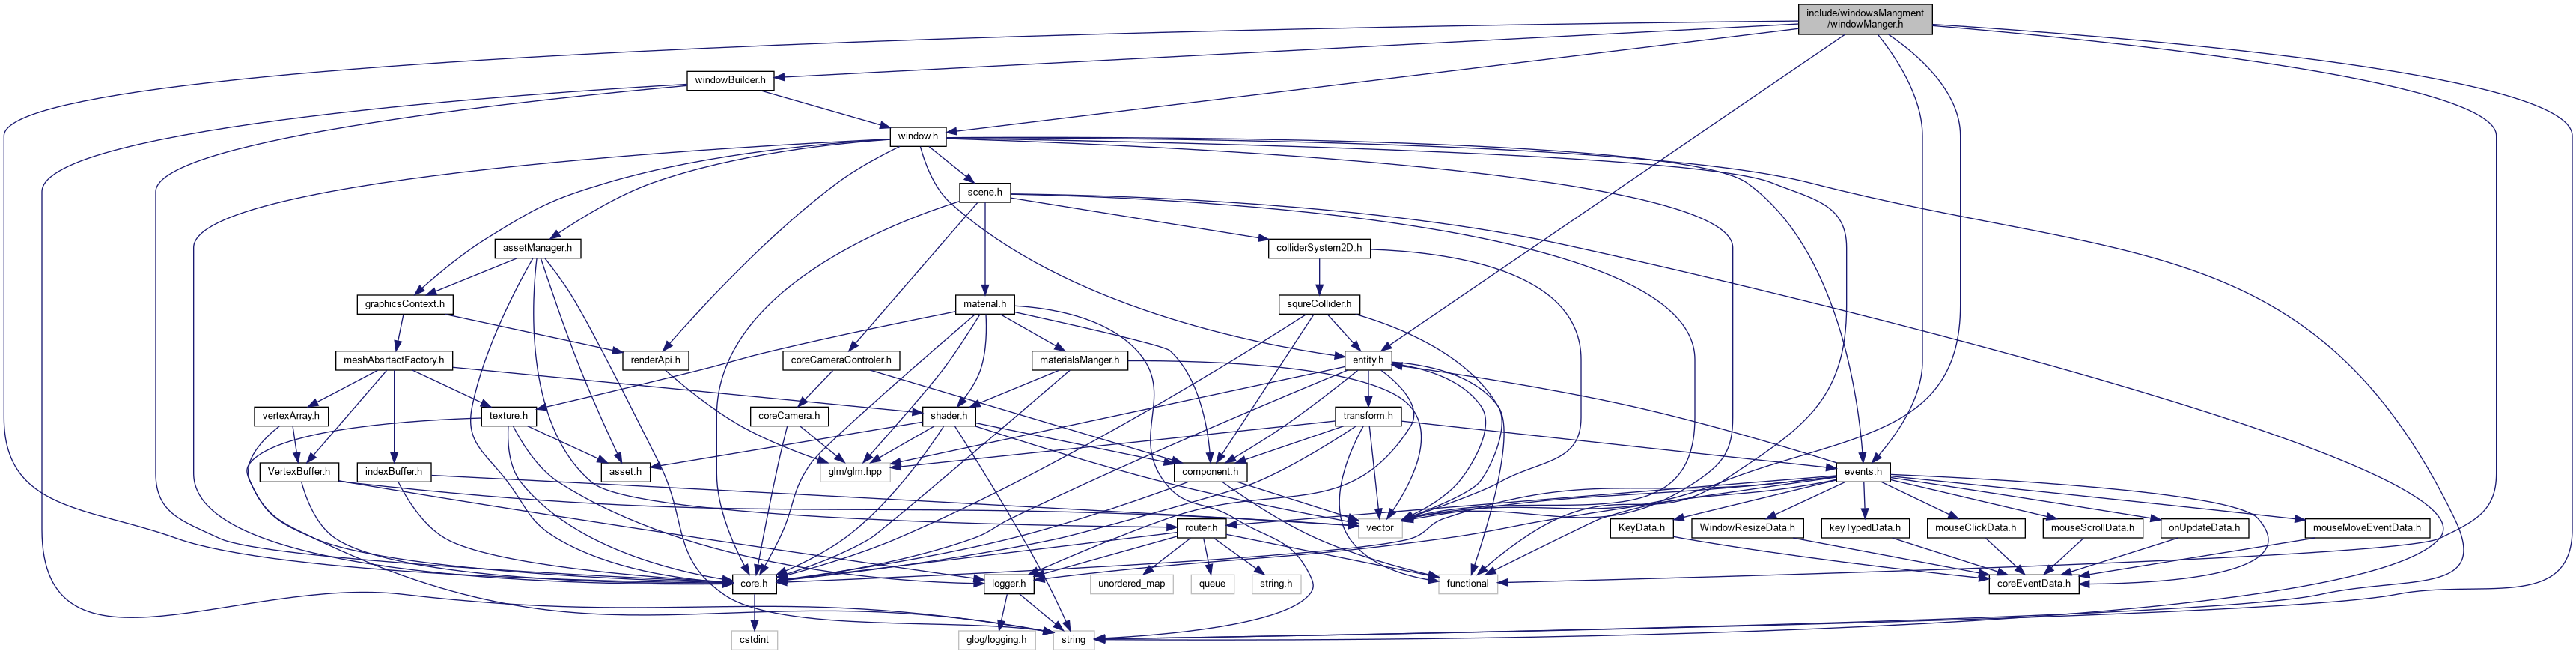 include/windowsMangment
/windowManger.h
windowBuilder.h
window.h
scene.h
assetManager.h
colliderSystem2D.h
graphicsContext.h
material.h
squreCollider.h
meshAbsrtactFactory.h
renderApi.h
coreCameraControler.h
materialsManger.h
entity.h
vertexArray.h
texture.h
coreCamera.h
shader.h
transform.h
VertexBuffer.h
indexBuffer.h
asset.h
glm/glm.hpp
component.h
events.h
router.h
vector
KeyData.h
WindowResizeData.h
keyTypedData.h
mouseClickData.h
mouseScrollData.h
onUpdateData.h
mouseMoveEventData.h
core.h
logger.h
unordered_map
queue
string.h
functional
coreEventData.h
cstdint
glog/logging.h
string